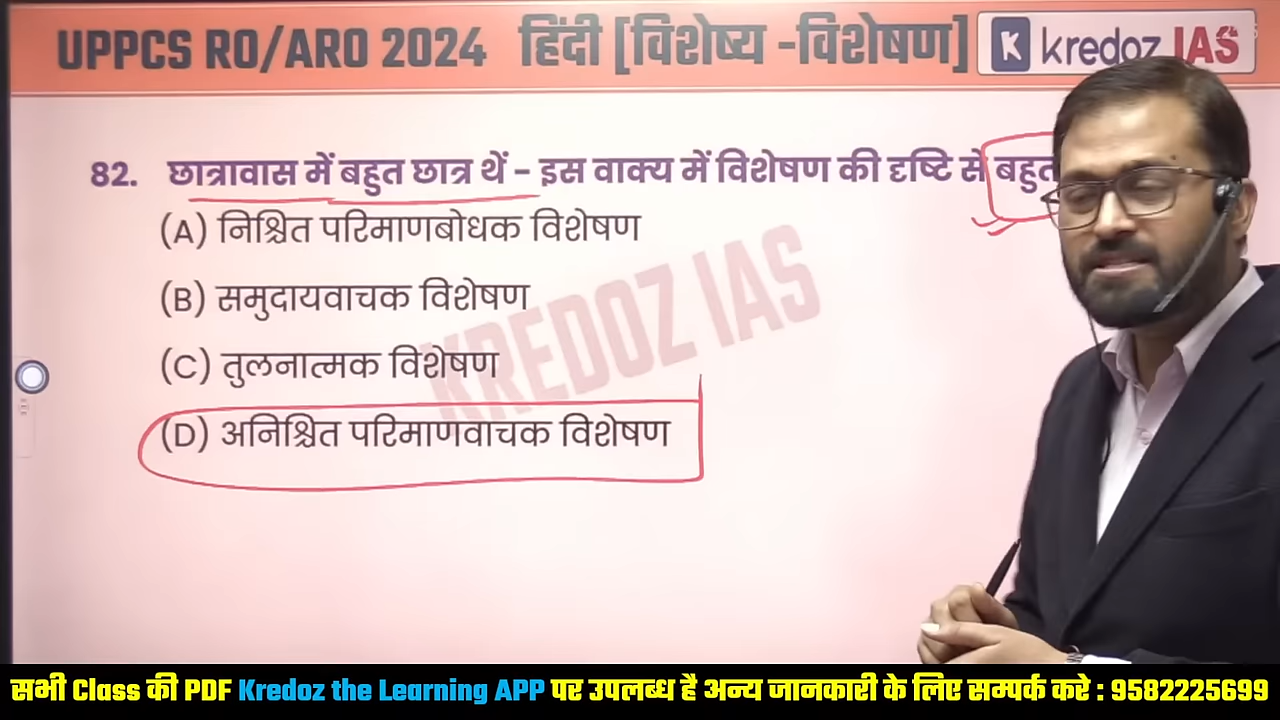 UPPCS RO/ARO 2024 हिंदी [विशेष्य -विशेषण]
K kredoz IAS
82. छात्रावास में बहुत छात्र थें - इस वाक्य में विशेषण की दृष्टि से बहुत
(A) निश्चित परिमाणबोधक विशेषण
(B) समुदायवाचक विशेषण
(C) तुलनात्मक विशेषण
(D) अनिश्चित परिमाणवाचक विशेषण
KREDOZ IAS
सभी Class की PDF Kredoz the Learning APP पर उपलब्ध है अन्य जानकारी के लिए सम्पर्क करे : 9582225699